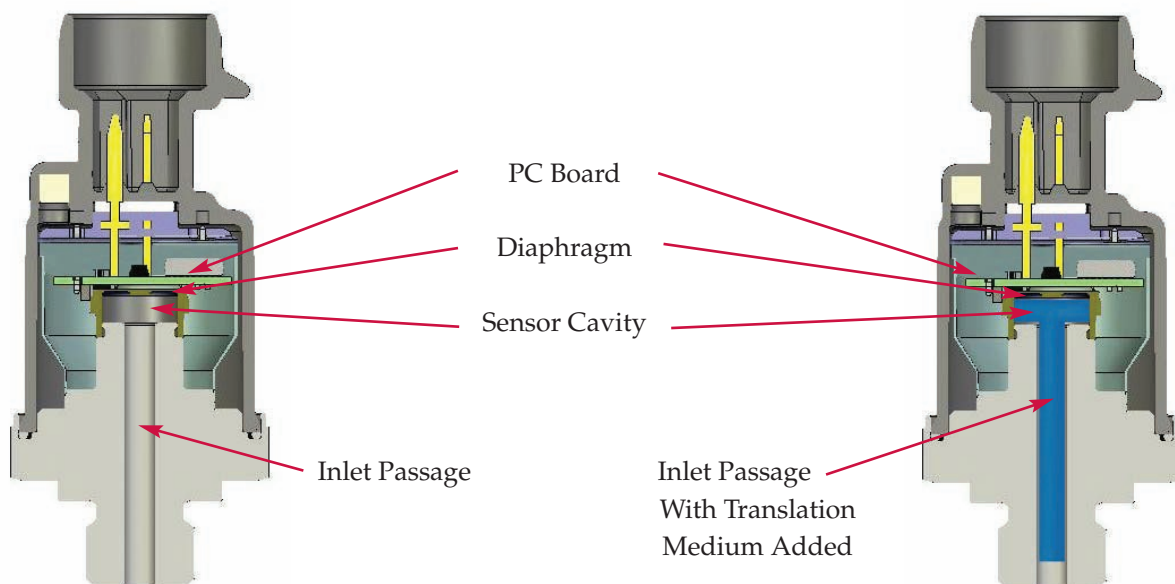 PC Board
Diaphragm
Sensor Cavity
Inlet Passage
Inlet Passage
With Translation
Medium Added